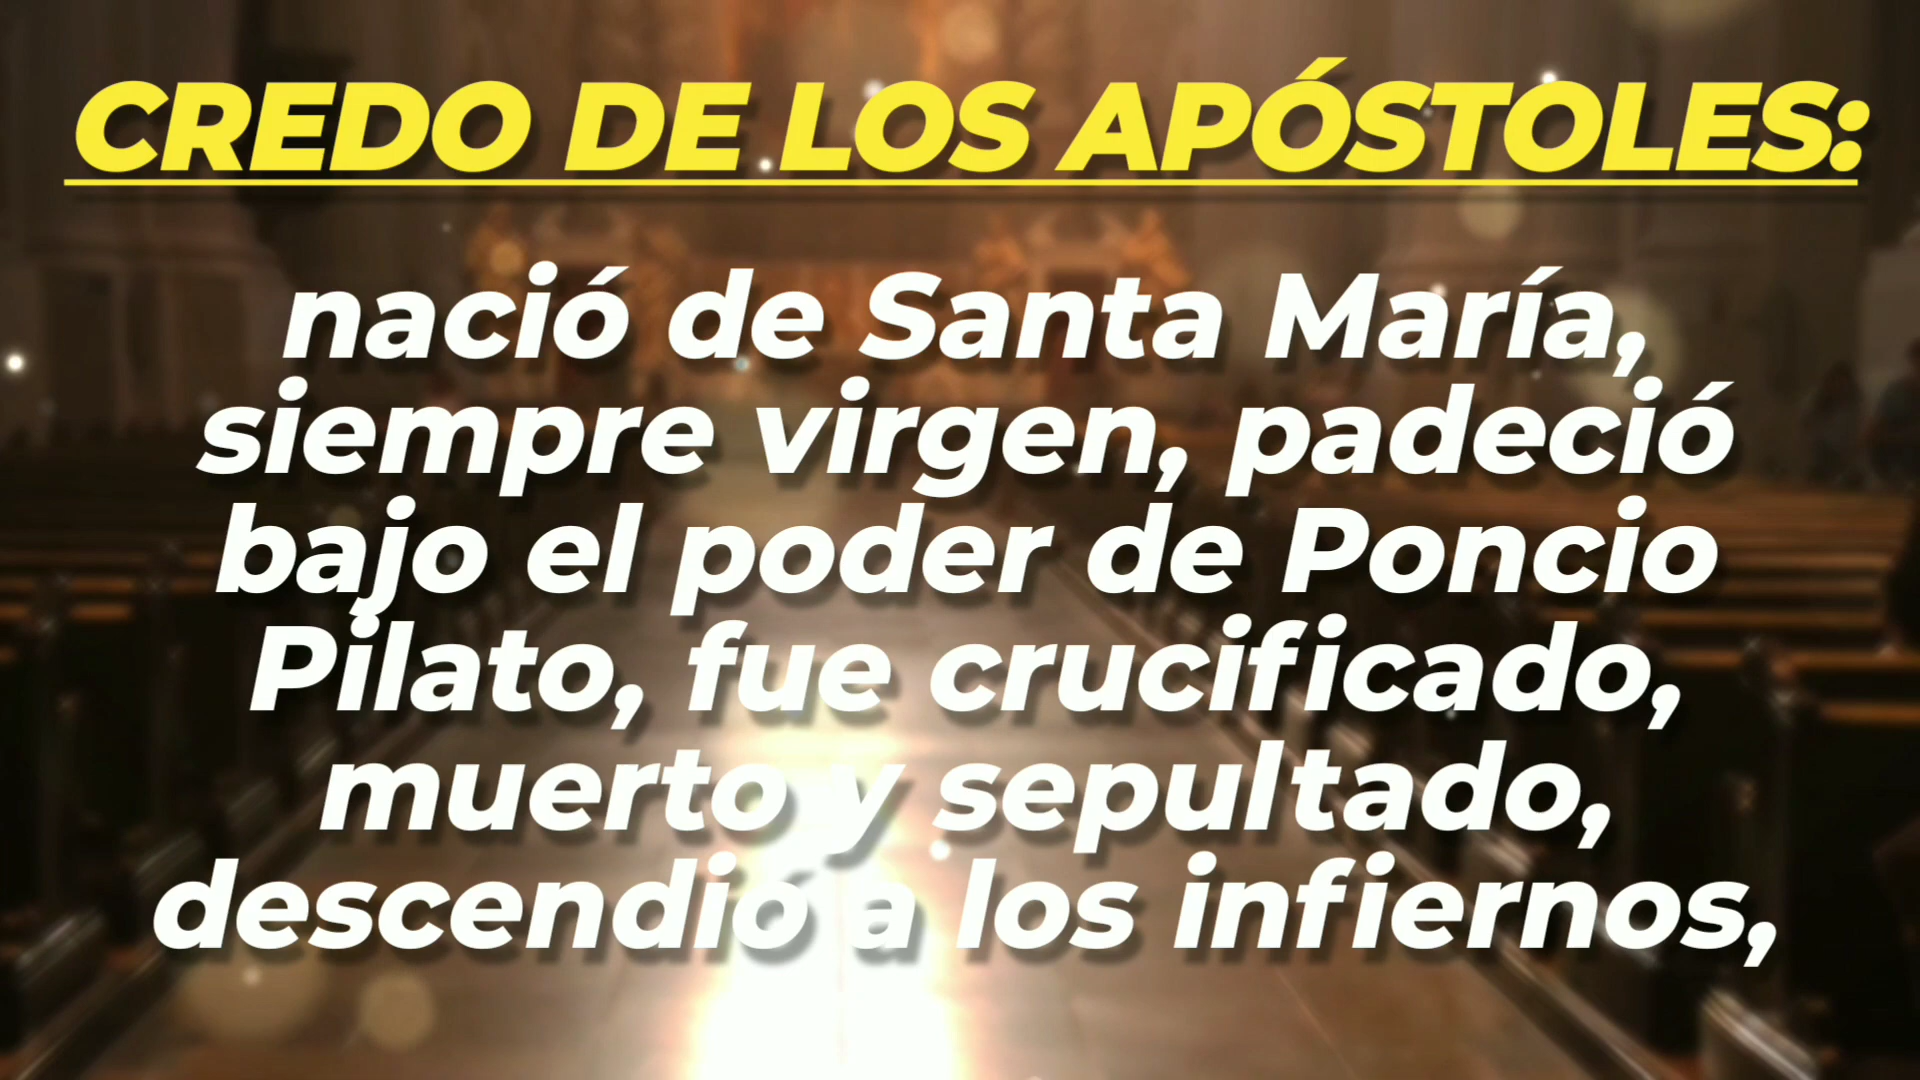 CREDO DE LOS APÓSTOLES:
nació de Santa María,
siempre virgen, padeció
bajo el poder de Poncio
Pilato, fue crucificado,
muerto y sepultado,
descendió a los infiernos,